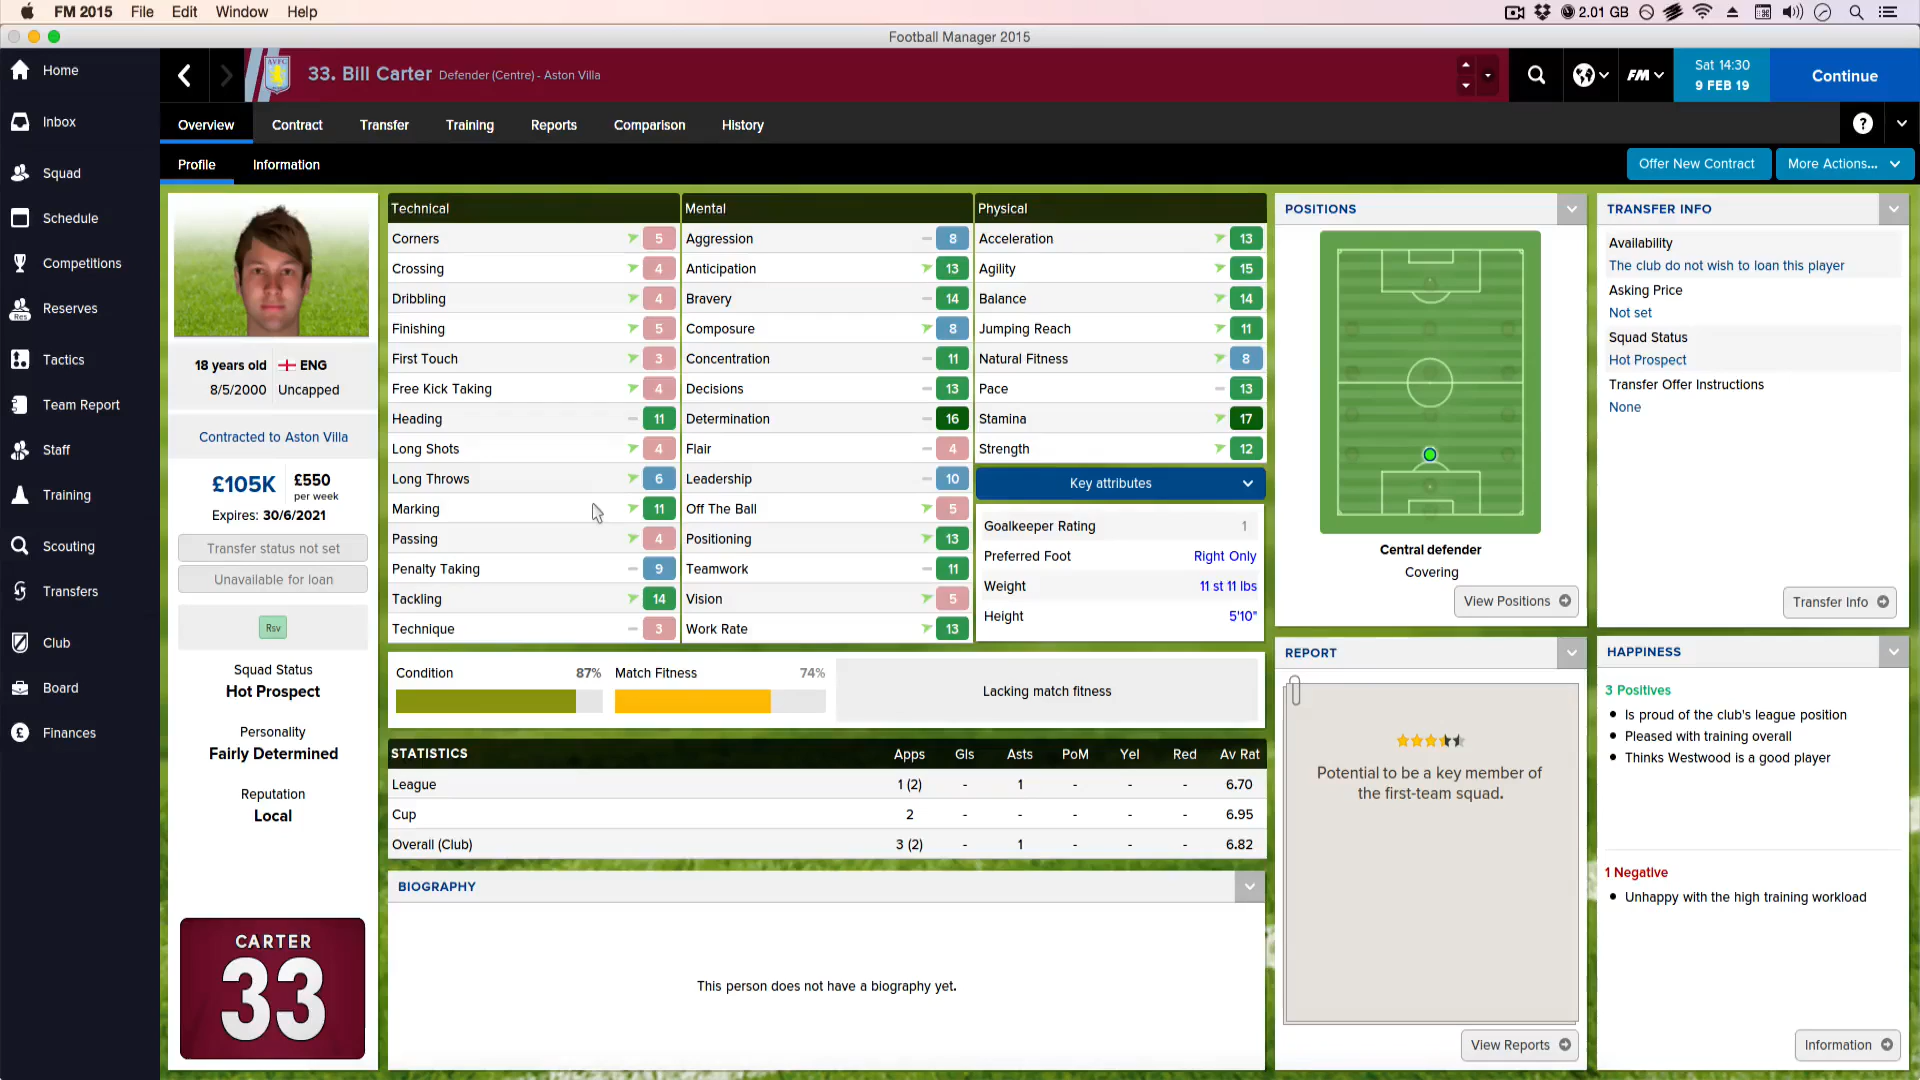 FM 2015 File Edit Window Help 2.01 GB
Football Manager 2015
Home
Inbox
Squad
Schedule
Competitions
Reserves
Res
Tactics
Team Report
Staff
Training
Scouting
Transfers
Club
Board
Finances
AVFC
33. Bill Carter Defender (Centre) - Aston Villa
FM
Sat 14:30
9 FEB 19
Continue
Overview Contract Transfer Training Reports Comparison History
?
Profile Information
Offer New Contract
More Actions...
18 years old ENG
8/5/2000 Uncapped
Contracted to Aston Villa
£105K £550
per week
Expires: 30/6/2021
Transfer status not set
Unavailable for loan
Rsv
Squad Status
Hot Prospect
Personality
Fairly Determined
Reputation
Local
CARTER
33
Technical
Corners 5
Crossing 4
Dribbling 4
Finishing 5
First Touch 3
Free Kick Taking 4
Heading 11
Long Shots 4
Long Throws 6
Marking 11
Passing 4
Penalty Taking 9
Tackling 14
Technique 3
Mental
Aggression 8
Anticipation 13
Bravery 14
Composure 8
Concentration 11
Decisions 13
Determination 16
Flair 4
Leadership 10
Off The Ball 5
Positioning 13
Teamwork 11
Vision 5
Work Rate 13
Physical
Acceleration 13
Agility 15
Balance 14
Jumping Reach 11
Natural Fitness 8
Pace 13
Stamina 17
Strength 12
Key attributes
Goalkeeper Rating 1
Preferred Foot Right Only
Weight 11 st 11 lbs
Height 5'10"
Condition 87%
Match Fitness 74%
Lacking match fitness
STATISTICS Apps Gls Asts PoM Yel Red Av Rat
League 1 (2) - 1 - - - 6.70
Cup 2 - - - - - 6.95
Overall (Club) 3 (2) - 1 - - - 6.82
BIOGRAPHY
This person does not have a biography yet.
POSITIONS
Central defender
Covering
View Positions
REPORT
Potential to be a key member of
the first-team squad.
View Reports
TRANSFER INFO
Availability
The club do not wish to loan this player
Asking Price
Not set
Squad Status
Hot Prospect
Transfer Offer Instructions
None
Transfer Info
HAPPINESS
3 Positives
Is proud of the club's league position
Pleased with training overall
Thinks Westwood is a good player
1 Negative
Unhappy with the high training workload
Information